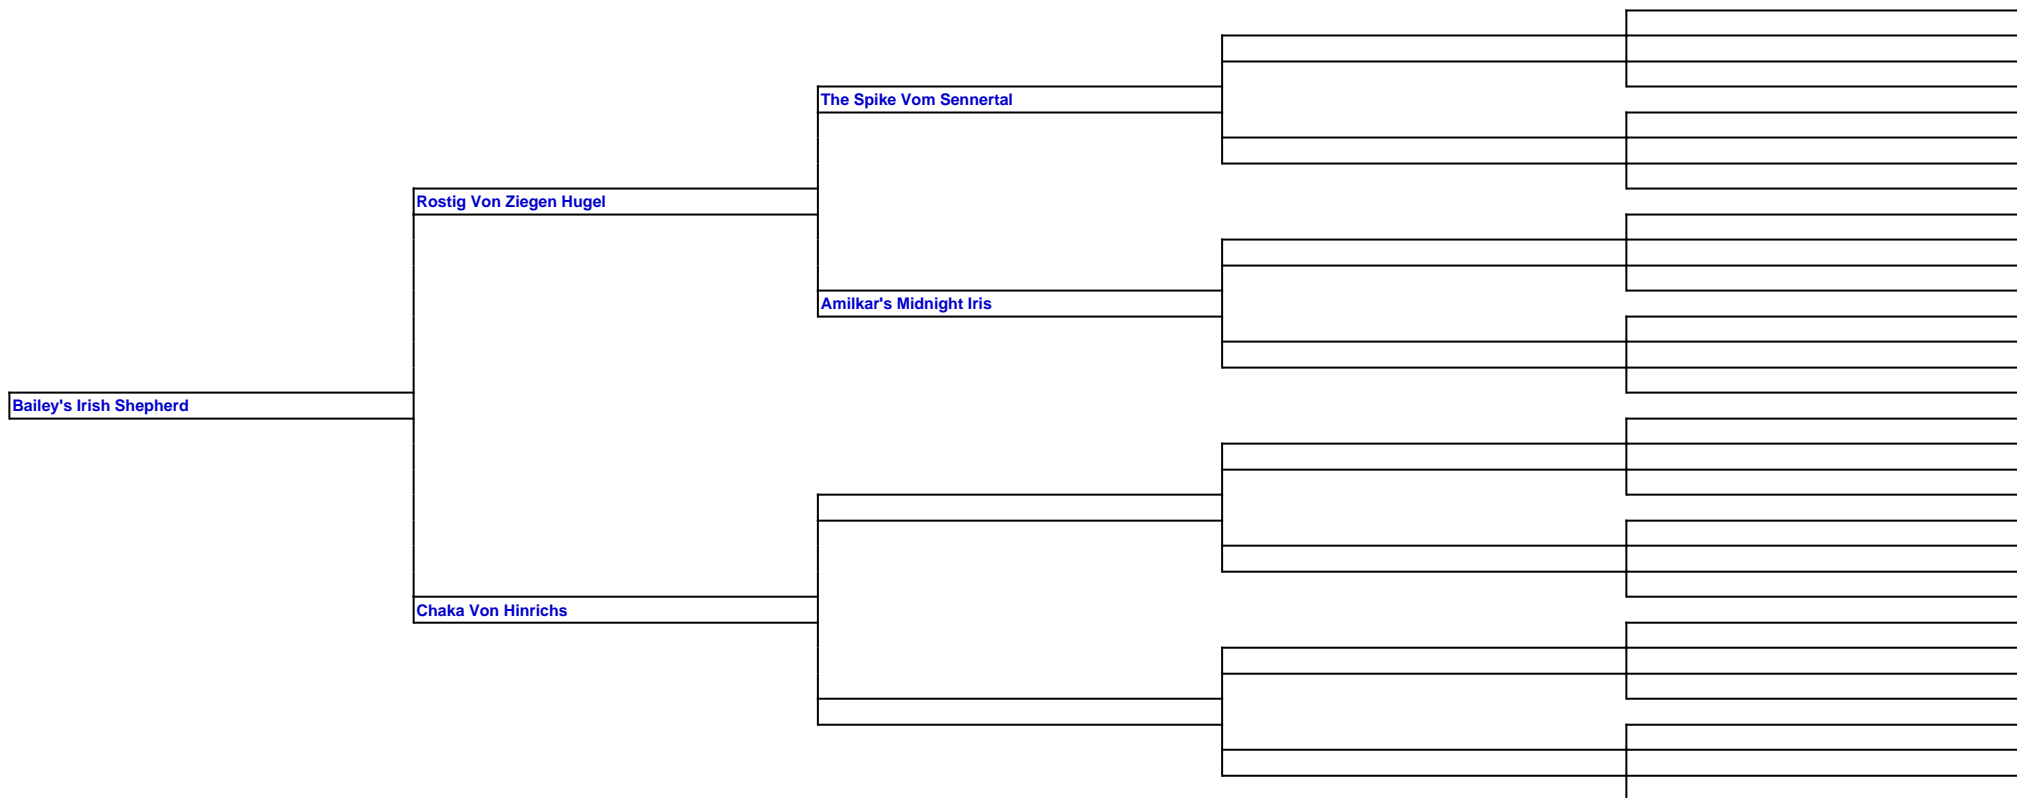 The Spike Vom Sennertal
Rostig Von Ziegen Hugel
Amilkar's Midnight Iris
Bailey's Irish Shepherd
Chaka Von Hinrichs